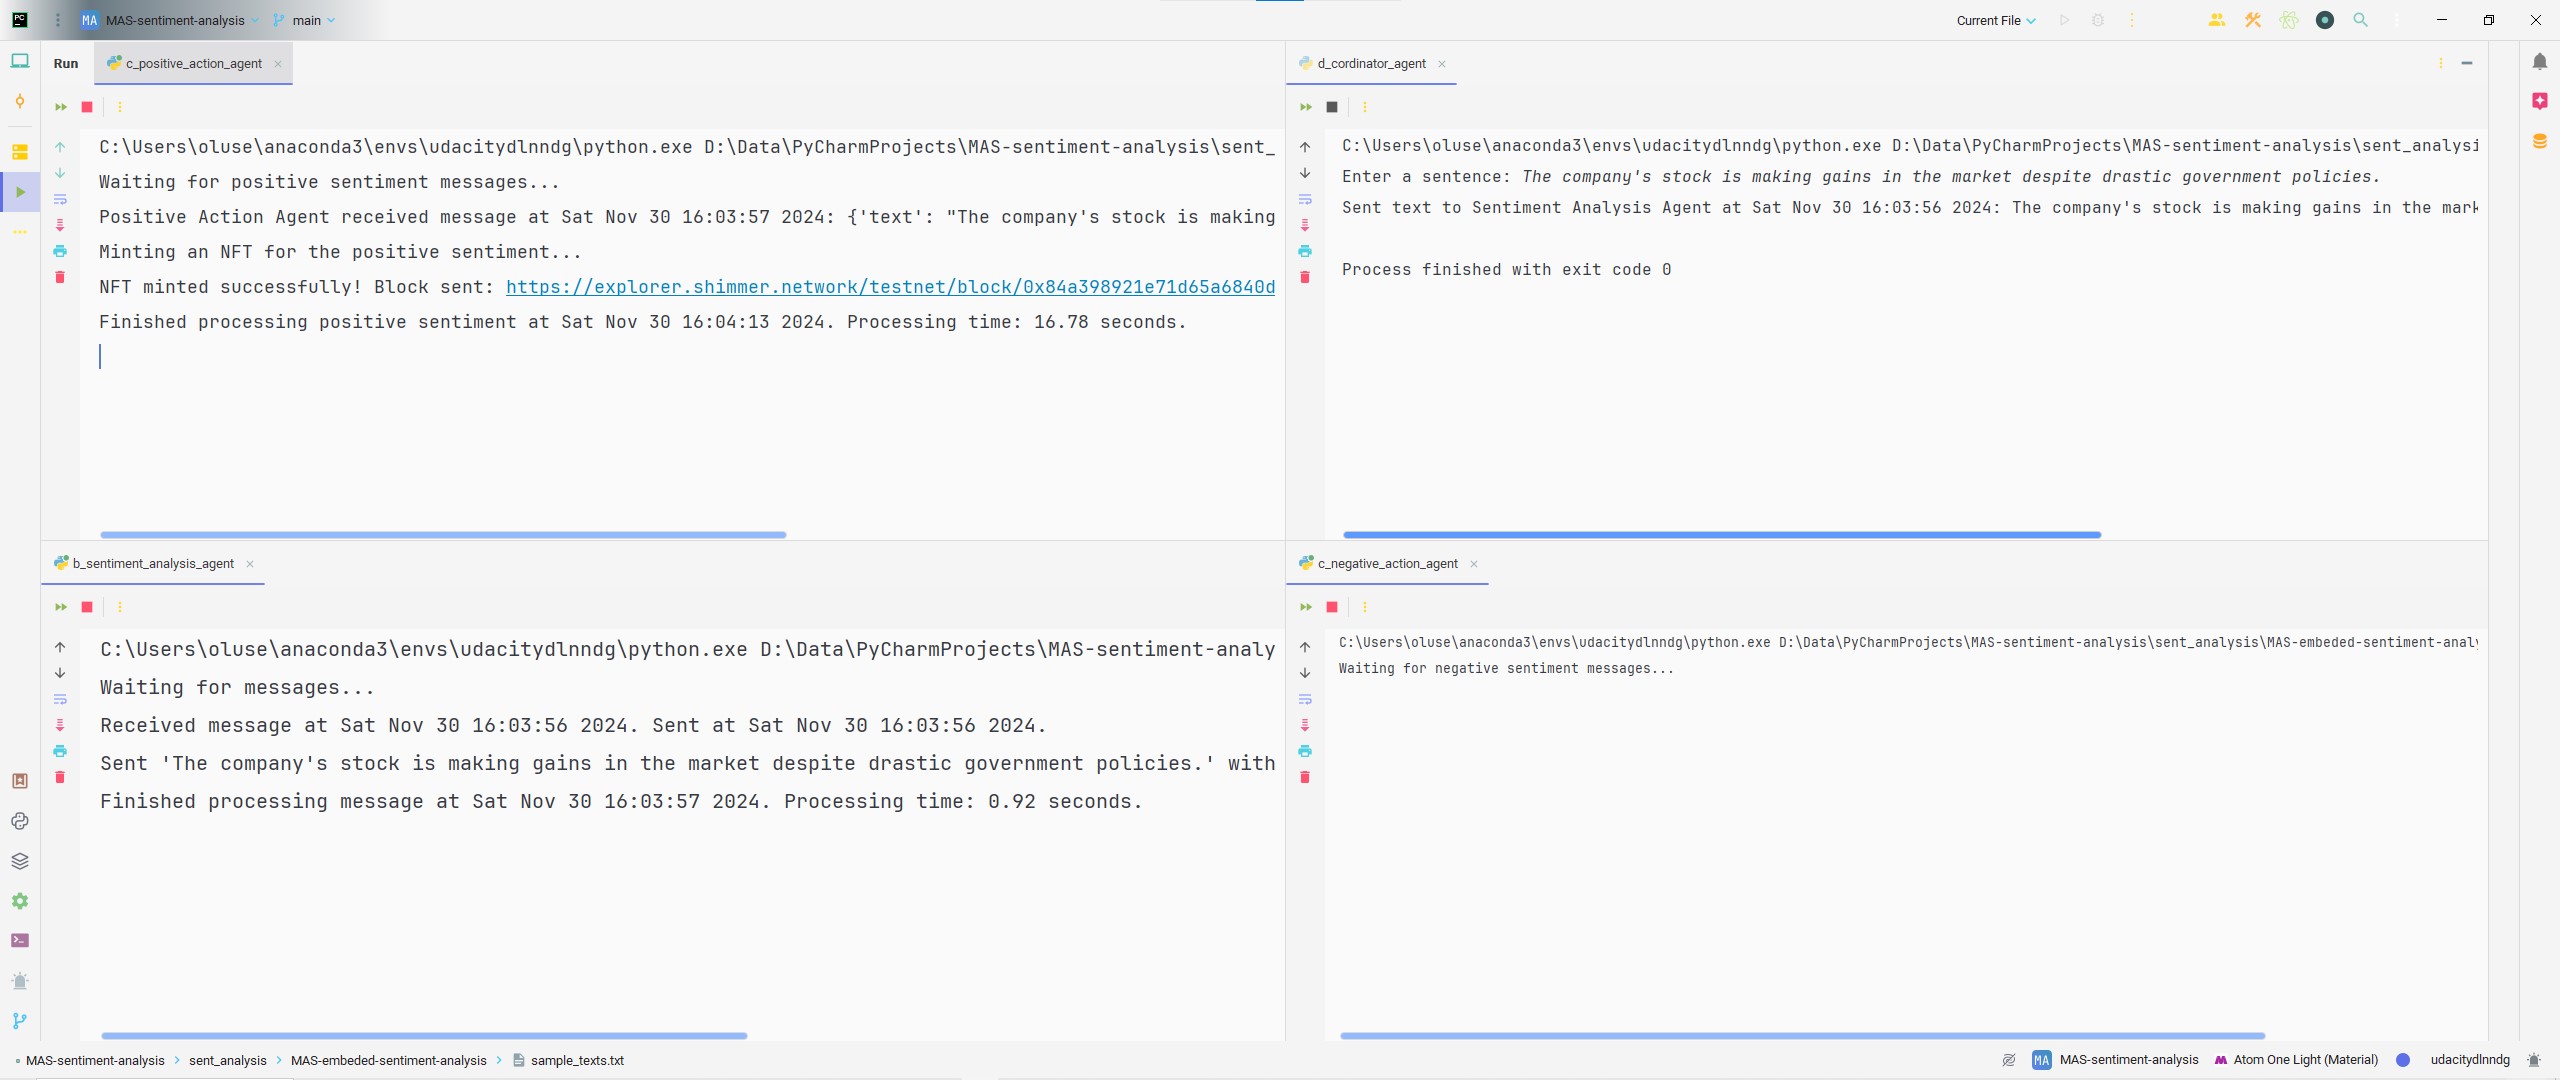 PC
MA MAS-sentiment-analysis main
Current File
Run c_positive_action_agent
C:\Users\oluse\anaconda3\envs\udacitydlnndg\python.exe D:\Data\PyCharmProjects\MAS-sentiment-analysis\sent_
Waiting for positive sentiment messages...
Positive Action Agent received message at Sat Nov 30 16:03:57 2024: {'text': "The company's stock is making
Minting an NFT for the positive sentiment...
NFT minted successfully! Block sent: https://explorer.shimmer.network/testnet/block/0x84a398921e71d65a6840d
Finished processing positive sentiment at Sat Nov 30 16:04:13 2024. Processing time: 16.78 seconds.
d_cordinator_agent
C:\Users\oluse\anaconda3\envs\udacitydlnndg\python.exe D:\Data\PyCharmProjects\MAS-sentiment-analysis\sent_analysi
Enter a sentence: The company's stock is making gains in the market despite drastic government policies.
Sent text to Sentiment Analysis Agent at Sat Nov 30 16:03:56 2024: The company's stock is making gains in the mark
Process finished with exit code 0
b_sentiment_analysis_agent
C:\Users\oluse\anaconda3\envs\udacitydlnndg\python.exe D:\Data\PyCharmProjects\MAS-sentiment-analy
Waiting for messages...
Received message at Sat Nov 30 16:03:56 2024. Sent at Sat Nov 30 16:03:56 2024.
Sent 'The company's stock is making gains in the market despite drastic government policies.' with
Finished processing message at Sat Nov 30 16:03:57 2024. Processing time: 0.92 seconds.
c_negative_action_agent
C:\Users\oluse\anaconda3\envs\udacitydlnndg\python.exe D:\Data\PyCharmProjects\MAS-sentiment-analysis\sent_analysis\MAS-embeded-sentiment-analy
Waiting for negative sentiment messages...
MAS-sentiment-analysis sent_analysis MAS-embeded-sentiment-analysis sample_texts.txt
MA MAS-sentiment-analysis Atom One Light (Material) udacitydlnndg